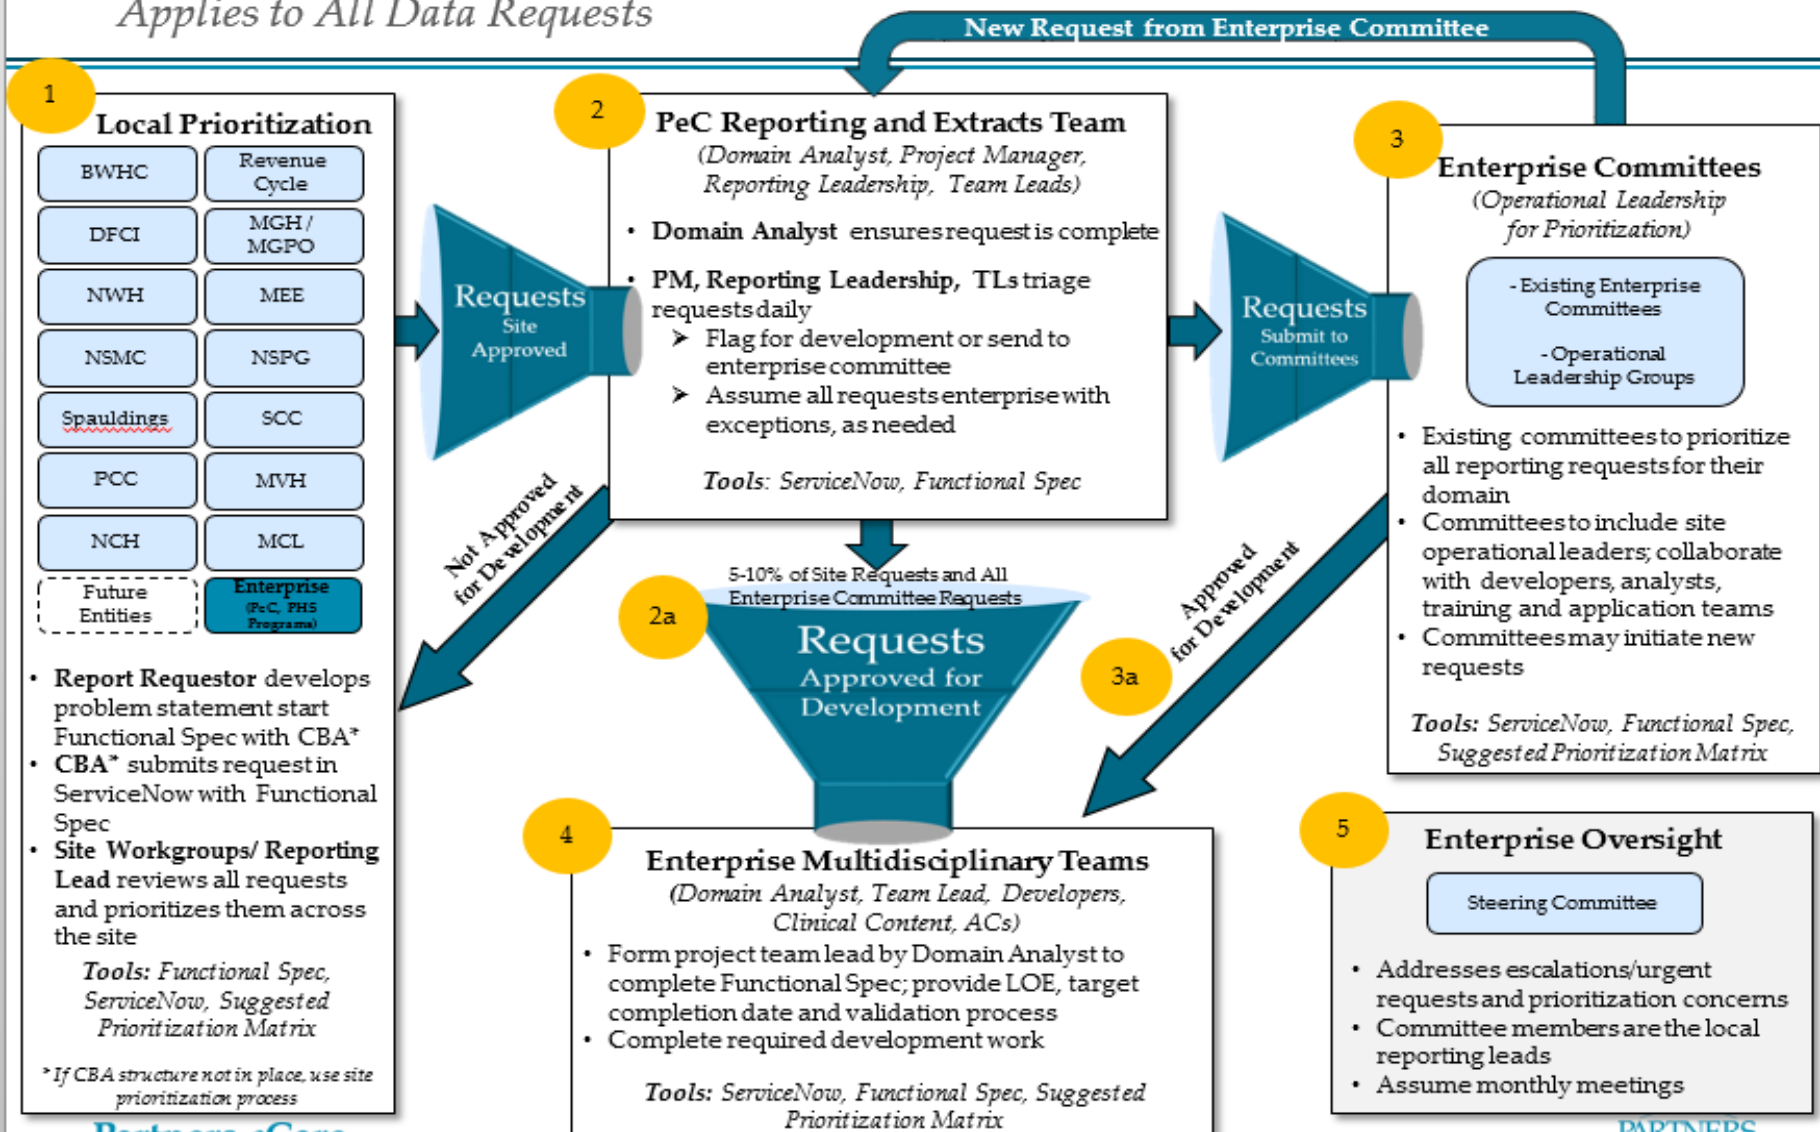 Applies to All Data Requests
New Request from Enterprise Committee
1
Local Prioritization
BWHC
Revenue
Cycle
DFCI
MGH /
MGPO
NWH
MEE
NSMC
NSPG
Spauldings
SCC
PCC
MVH
NCH
MCL
Future
Entities
Enterprise
(PeC, PHS
Programs)
• Report Requestor develops
problem statement start
Functional Spec with CBA*
• CBA* submits request in
ServiceNow with Functional
Spec
• Site Workgroups/ Reporting
Lead reviews all requests
and prioritizes them across
the site
Tools: Functional Spec,
ServiceNow, Suggested
Prioritization Matrix
* If CBA structure not in place, use site
prioritization process
Requests
Site
Approved
2
PeC Reporting and Extracts Team
(Domain Analyst, Project Manager,
Reporting Leadership, Team Leads)
• Domain Analyst ensures request is complete
• PM, Reporting Leadership, TLs triage
requests daily
➢ Flag for development or send to
enterprise committee
➢ Assume all requests enterprise with
exceptions, as needed
Tools: ServiceNow, Functional Spec
Not Approved
for Development
Requests
Submit to
Committees
3
Enterprise Committees
(Operational Leadership
for Prioritization)
- Existing Enterprise
Committees
- Operational
Leadership Groups
• Existing committees to prioritize
all reporting requests for their
domain
• Committees to include site
operational leaders; collaborate
with developers, analysts,
training and application teams
• Committees may initiate new
requests
Tools: ServiceNow, Functional Spec,
Suggested Prioritization Matrix
2a
5-10% of Site Requests and All
Enterprise Committee Requests
Requests
Approved for
Development
3a
Approved
for Development
4
Enterprise Multidisciplinary Teams
(Domain Analyst, Team Lead, Developers,
Clinical Content, ACs)
• Form project team lead by Domain Analyst to
complete Functional Spec; provide LOE, target
completion date and validation process
• Complete required development work
Tools: ServiceNow, Functional Spec, Suggested
Prioritization Matrix
5
Enterprise Oversight
Steering Committee
• Addresses escalations/urgent
requests and prioritization concerns
• Committee members are the local
reporting leads
• Assume monthly meetings
Partners eCare
PARTNERS